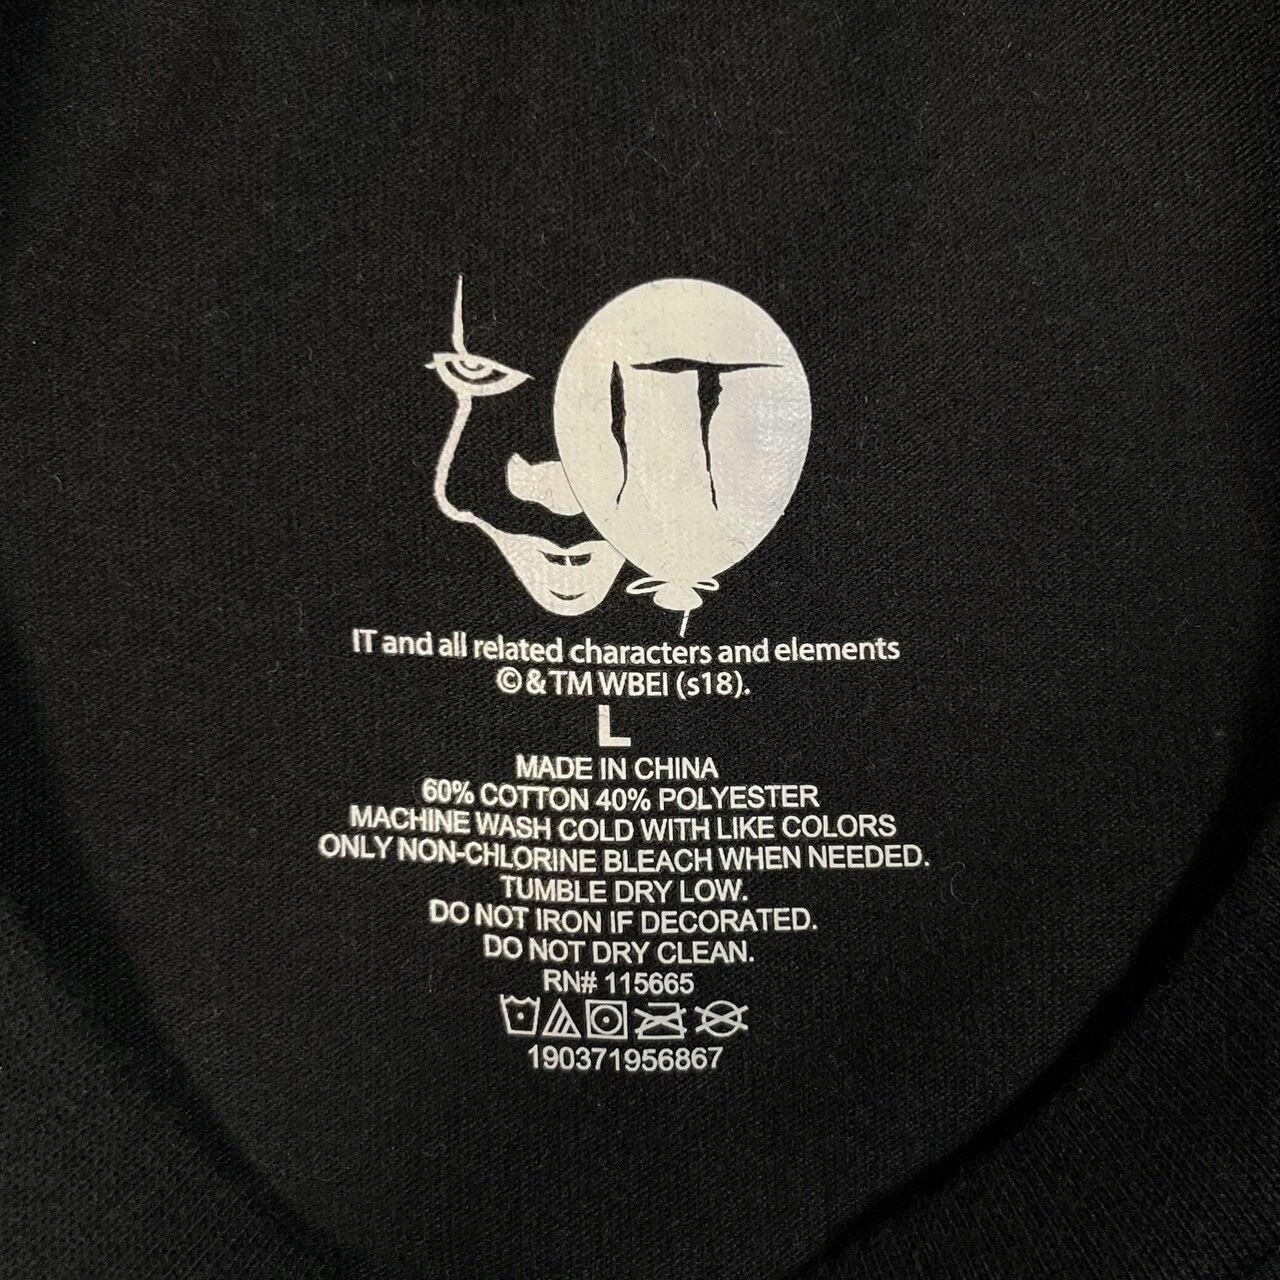 IT
IT and all related characters and elements
© & TM WBEI (s18).
L
MADE IN CHINA
60% COTTON 40% POLYESTER
MACHINE WASH COLD WITH LIKE COLORS
ONLY NON-CHLORINE BLEACH WHEN NEEDED.
TUMBLE DRY LOW.
DO NOT IRON IF DECORATED.
DO NOT DRY CLEAN.
RN# 115665
190371956867